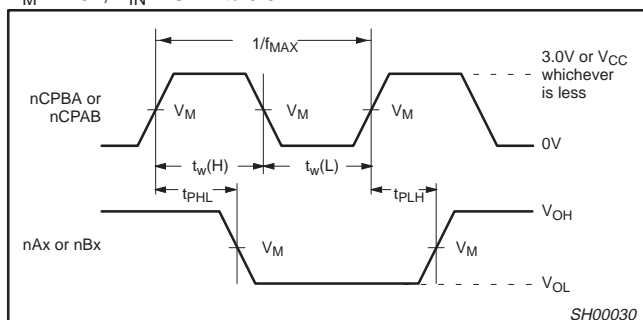 1/fMAX
3.0V or VCC
whichever
is less
nCPBA or
nCPAB
VM
VM
VM
0V
tw(H)
tw(L)
tPHL
tPLH
VOH
nAx or nBx
VM
VM
VOL
SH00030